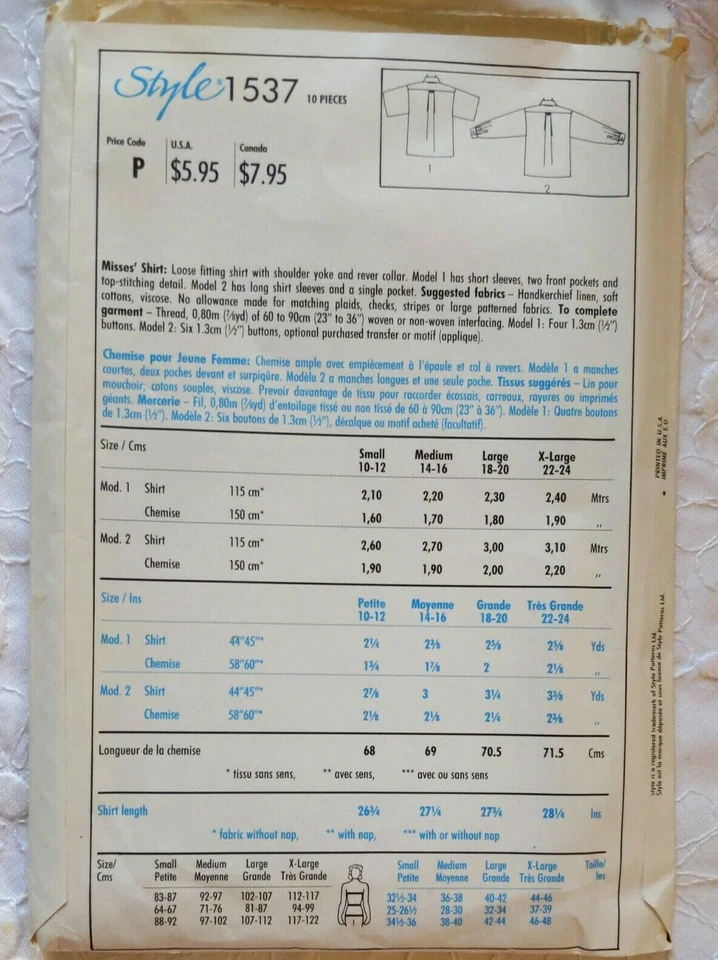 Style® 1537 10 PIECES
Price Code U.S.A. Canada
P $5.95 $7.95
1
2
Misses' Shirt: Loose fitting shirt with shoulder yoke and rever collar. Model 1 has short sleeves, two front pockets and
top-stitching detail. Model 2 has long shirt sleeves and a single pocket. Suggested fabrics – Handkerchief linen, soft
cottons, viscose. No allowance made for matching plaids, checks, stripes or large patterned fabrics. To complete
garment – Thread, 0,80m (⅞yd) of 60 to 90cm (23" to 36") woven or non-woven interfacing. Model 1: Four 1.3cm (½")
buttons. Model 2: Six 1.3cm (½") buttons, optional purchased transfer or motif (applique).
Chemise pour Jeune Femme: Chemise ample avec empiècement à l'épaule et col à revers. Modèle 1 a manches
courtes, deux poches devant et surpiqûre. Modèle 2 a manches longues et une seule poche. Tissus suggérés – Lin pour
mouchoir, cotons souples, viscose. Prevoir davantage de tissu pour raccorder écossais, carreaux, rayures ou imprimés
géants. Mercerie – Fil, 0,80m (⅞yd) d'entoilage tissé ou non tissé de 60 à 90cm (23" à 36"). Modèle 1: Quatre boutons
de 1.3cm (½"). Modèle 2: Six boutons de 1.3cm (½"), décalque ou motif acheté (facultatif).
Size / Cms Small Medium Large X-Large
10-12 14-16 18-20 22-24
Mod. 1 Shirt 115 cm* 2,10 2,20 2,30 2,40 Mtrs
Chemise 150 cm* 1,60 1,70 1,80 1,90 ,,
Mod. 2 Shirt 115 cm* 2,60 2,70 3,00 3,10 Mtrs
Chemise 150 cm* 1,90 1,90 2,00 2,20 ,,
Size / Ins Petite Moyenne Grande Très Grande
10-12 14-16 18-20 22-24
Mod. 1 Shirt 44"45"* 2¼ 2⅜ 2⅝ 2⅝ Yds
Chemise 58"60"* 1¾ 1⅞ 2 2⅛ ,,
Mod. 2 Shirt 44"45"* 2⅞ 3 3¼ 3⅜ Yds
Chemise 58"60"* 2⅛ 2⅛ 2¼ 2⅜ ,,
Longueur de la chemise 68 69 70.5 71.5 Cms
* tissu sans sens, ** avec sens, *** avec ou sans sens
Shirt length 26¾ 27¼ 27¾ 28¼ Ins
* fabric without nap, ** with nap, *** with or without nap
Size/ Small Medium Large X-Large Small Medium Large X-Large Taille/
Cms Petite Moyenne Grande Très Grande Petite Moyenne Grande Très Grande Ins
83-87 92-97 102-107 112-117 32½-34 36-38 40-42 44-46
64-67 71-76 81-87 94-99 25-26½ 28-30 32-34 37-39
88-92 97-102 107-112 117-122 34½-36 38-40 42-44 46-48
PRINTED IN U.S.A.
IMPRIMÉ AUX E.U.
Style is a registered trademark of Style Patterns Ltd.
Style est la marque déposée et sous licence de Style Patterns Ltd.